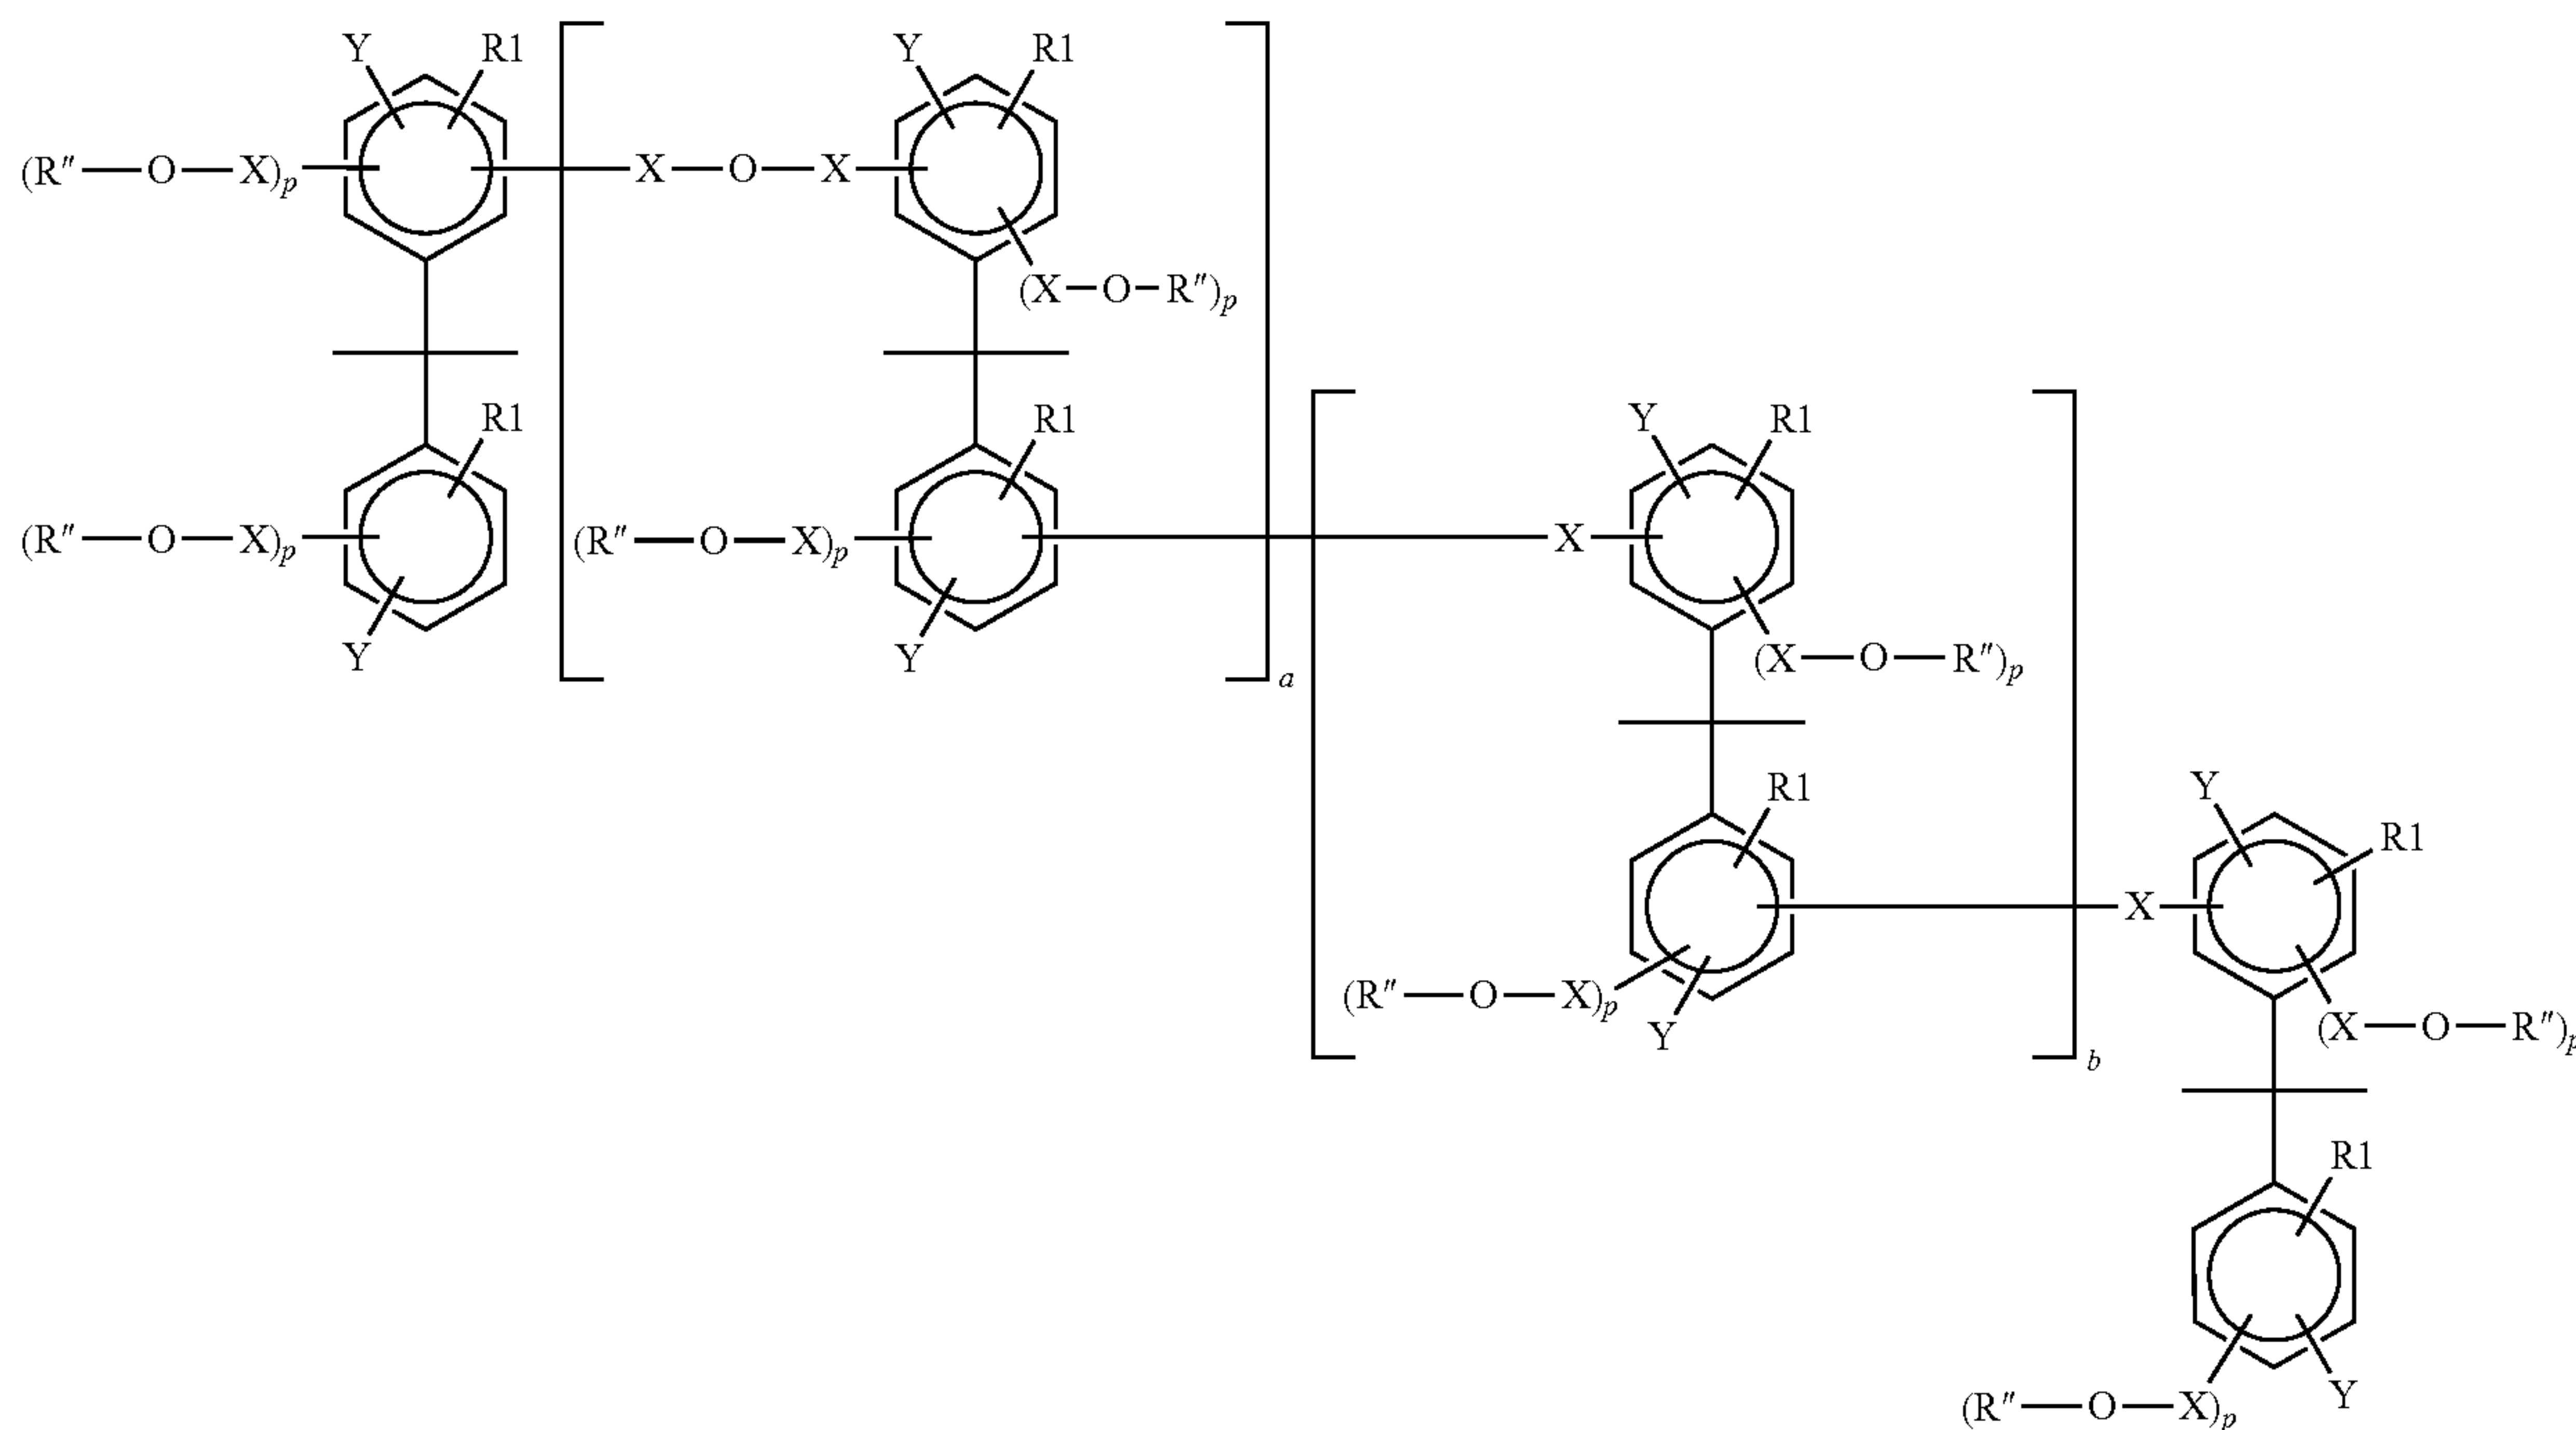 Y R1 Y R1
(R″—O—X)p X—O—X
(X—O—R″)p
R1 R1 Y R1
(R″—O—X)p (R″—O—X)p X
Y Y (X—O—R″)p
a
R1 Y
R1
X
(R″—O—X)p
Y (X—O—R″)p
b
R1
Y
(R″—O—X)p